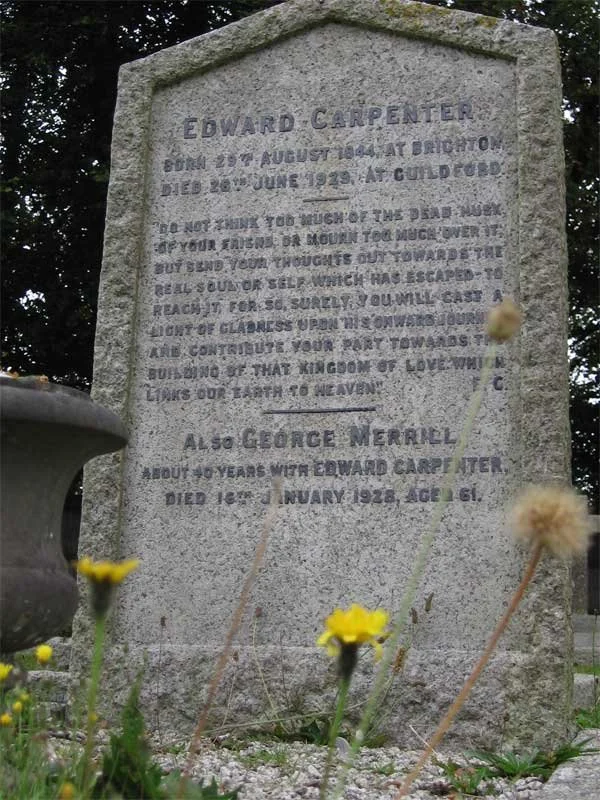 EDWARD CARPENTER
BORN 29TH AUGUST 1844, AT BRIGHTON
DIED 28TH JUNE 1929, AT GUILDFORD.
"DO NOT THINK TOO MUCH OF THE DEAD HUSK
OF YOUR FRIEND, OR MOURN TOO MUCH OVER IT,
BUT SEND YOUR THOUGHTS OUT TOWARDS THE
REAL SOUL OR SELF WHICH HAS ESCAPED - TO
REACH IT. FOR SO, SURELY, YOU WILL CAST A
LIGHT OF GLADNESS UPON HIS ONWARD JOURNEY
AND CONTRIBUTE YOUR PART TOWARDS THE
BUILDING OF THAT KINGDOM OF LOVE WHICH
LINKS OUR EARTH TO HEAVEN." E C.
ALSO GEORGE MERRILL
ABOUT 40 YEARS WITH EDWARD CARPENTER,
DIED 16TH JANUARY 1928, AGED 61.